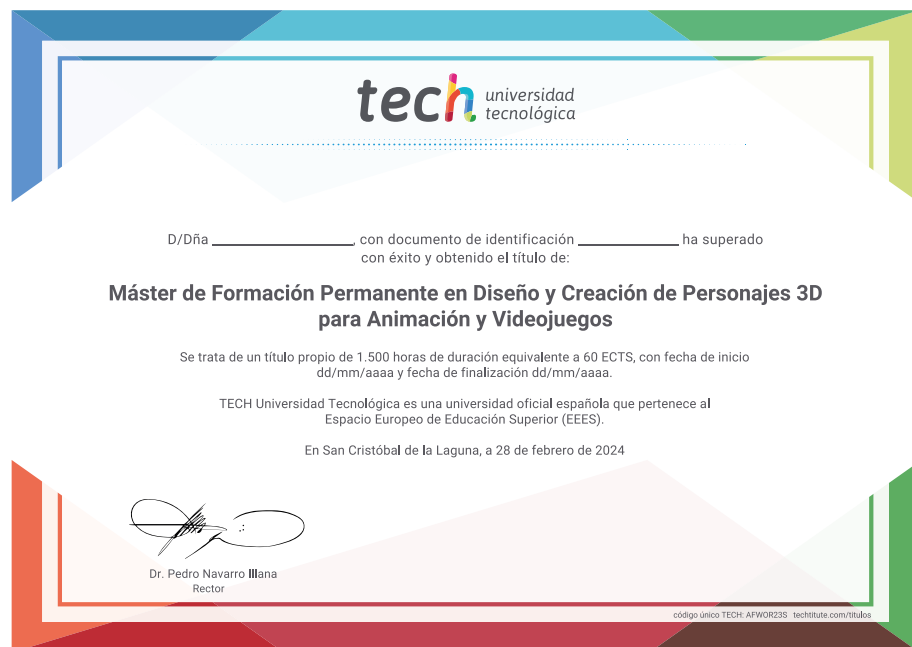 tech universidad
tecnológica
D/Dña ____________________, con documento de identificación ______________ ha superado
con éxito y obtenido el título de:
Máster de Formación Permanente en Diseño y Creación de Personajes 3D
para Animación y Videojuegos
Se trata de un título propio de 1.500 horas de duración equivalente a 60 ECTS, con fecha de inicio
dd/mm/aaaa y fecha de finalización dd/mm/aaaa.
TECH Universidad Tecnológica es una universidad oficial española que pertenece al
Espacio Europeo de Educación Superior (EEES).
En San Cristóbal de la Laguna, a 28 de febrero de 2024
Dr. Pedro Navarro Illana
Rector
código único TECH: AFWOR23S techtitute.com/títulos